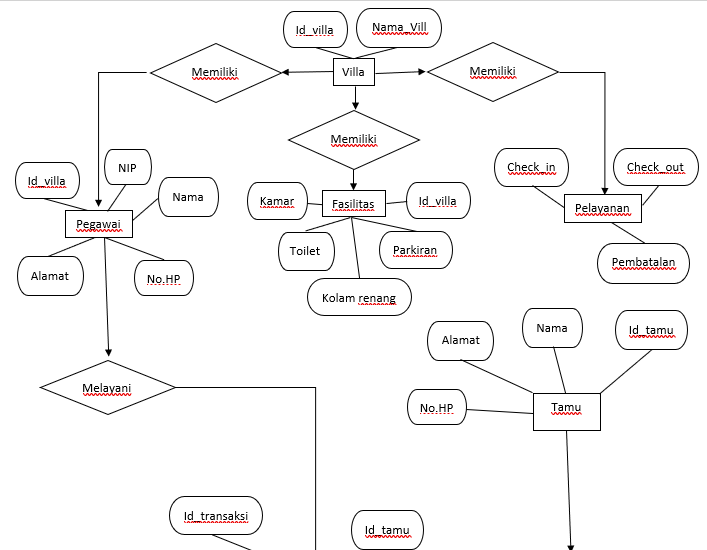 Id_villa
Nama_Vill
Memiliki
Villa
Memiliki
Memiliki
Id_villa
NIP
Nama
Pegawai
Alamat
No.HP
Kamar
Fasilitas
Id_villa
Toilet
Parkiran
Kolam renang
Check_in
Check_out
Pelayanan
Pembatalan
Alamat
Nama
Id_tamu
No.HP
Tamu
Melayani
Id_transaksi
Id_tamu